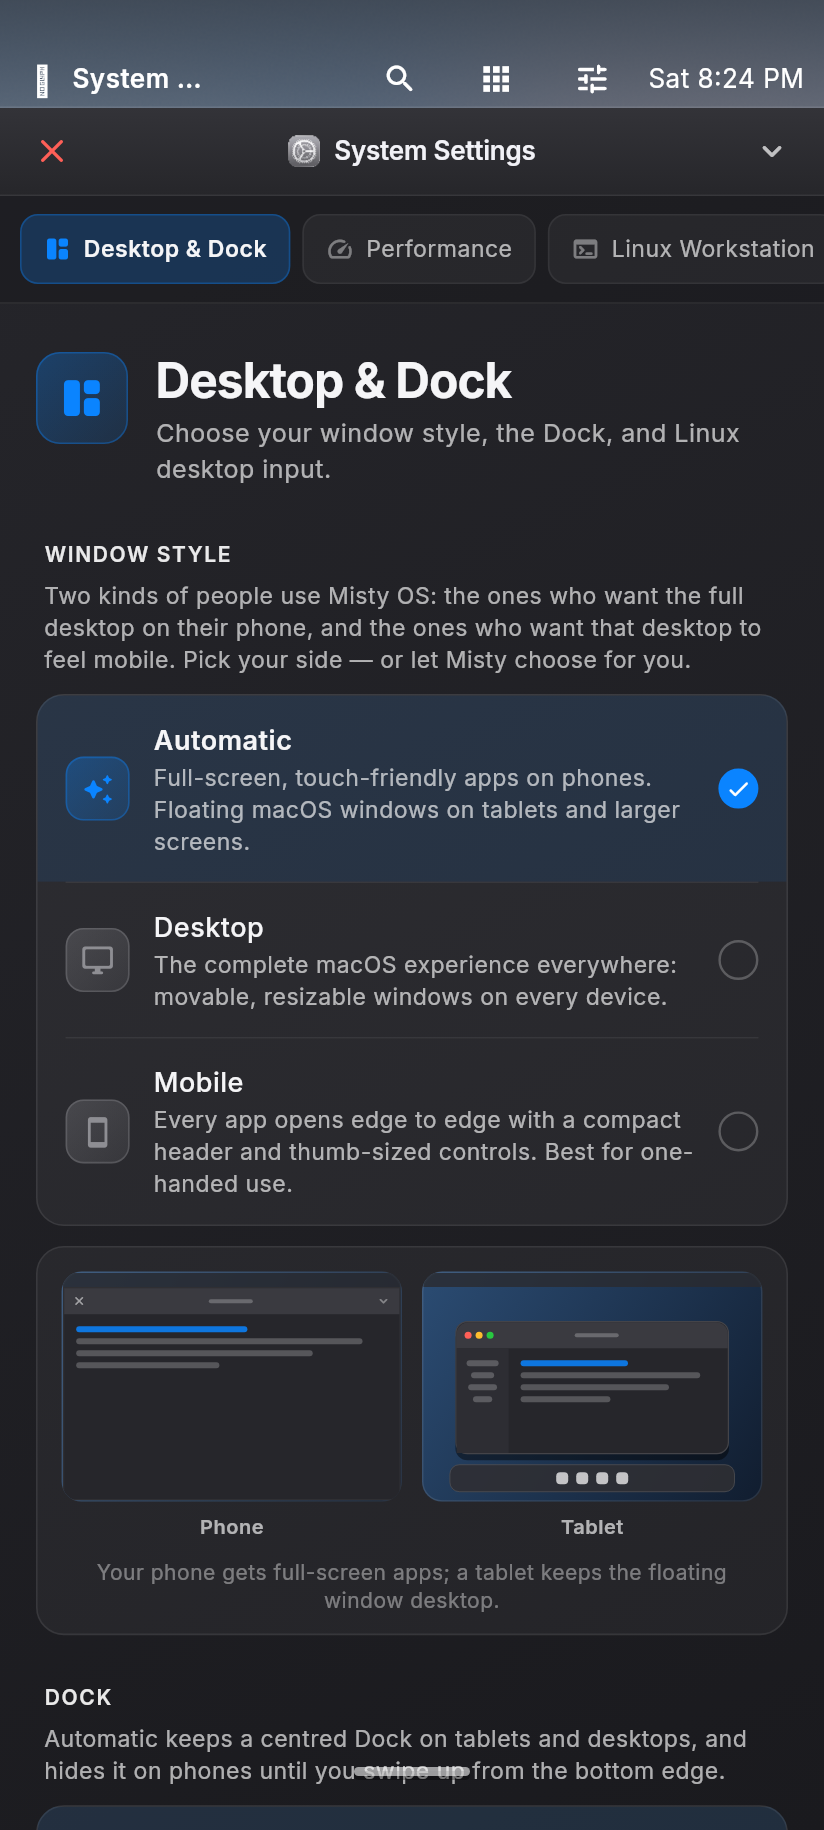 System ...
Sat 8:24 PM
System Settings
Desktop & Dock
Performance
Linux Workstation
Desktop & Dock
Choose your window style, the Dock, and Linux
desktop input.
WINDOW STYLE
Two kinds of people use Misty OS: the ones who want the full
desktop on their phone, and the ones who want that desktop to
feel mobile. Pick your side — or let Misty choose for you.
Automatic
Full-screen, touch-friendly apps on phones.
Floating macOS windows on tablets and larger
screens.
Desktop
The complete macOS experience everywhere:
movable, resizable windows on every device.
Mobile
Every app opens edge to edge with a compact
header and thumb-sized controls. Best for one-
handed use.
Phone
Tablet
Your phone gets full-screen apps; a tablet keeps the floating
window desktop.
DOCK
Automatic keeps a centred Dock on tablets and desktops, and
hides it on phones until you swipe up from the bottom edge.